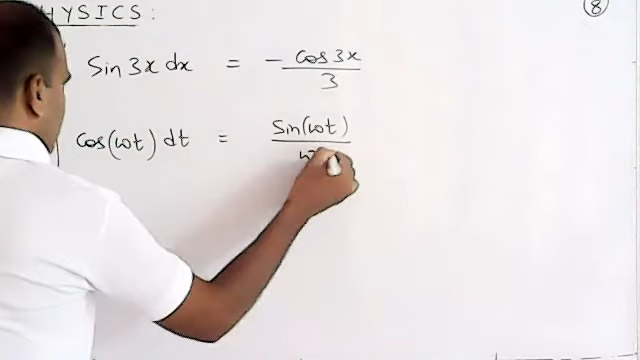 HYSICS:
8
Sin 3x dx = - cos 3x / 3
cos(ωt) dt = sin(ωt) / ω